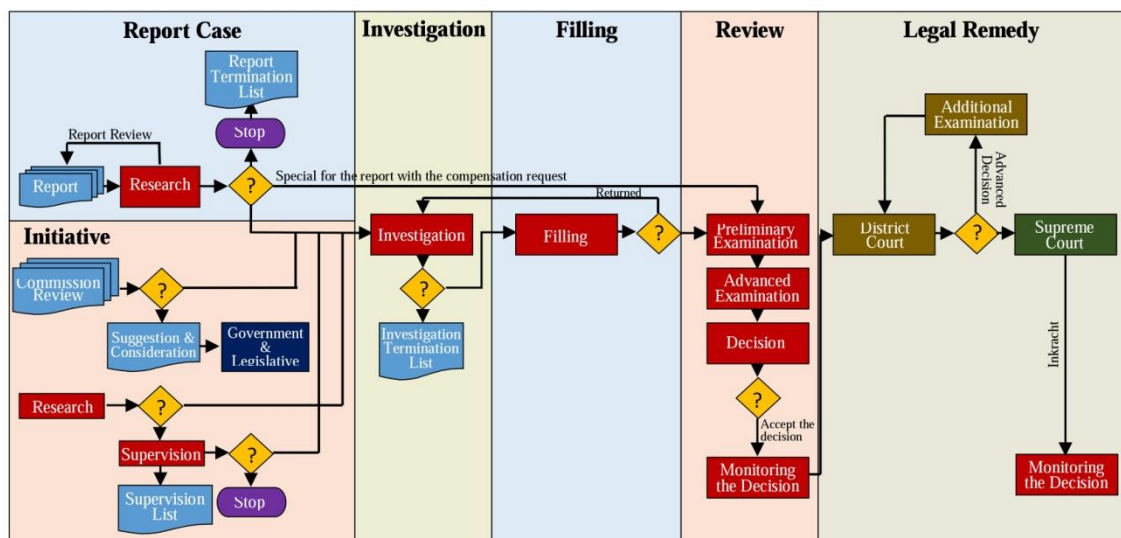 Report Case
Investigation
Filling
Review
Legal Remedy
Report
Termination
List
Stop
Report Review
Report
Research
?
Special for the report with the compensation request
Returned
Investigation
Filling
?
Preliminary
Examination
Additional
Examination
Advanced
Decision
District
Court
?
Supreme
Court
Initiative
Commission
Review
?
Suggestion &
Consideration
Government
&
Legislative
?
Investigation
Termination
List
Advanced
Examination
Decision
?
Accept the
decision
Monitoring
the Decision
Inkracht
Monitoring
the Decision
Research
?
Supervision
?
Supervision
List
Stop